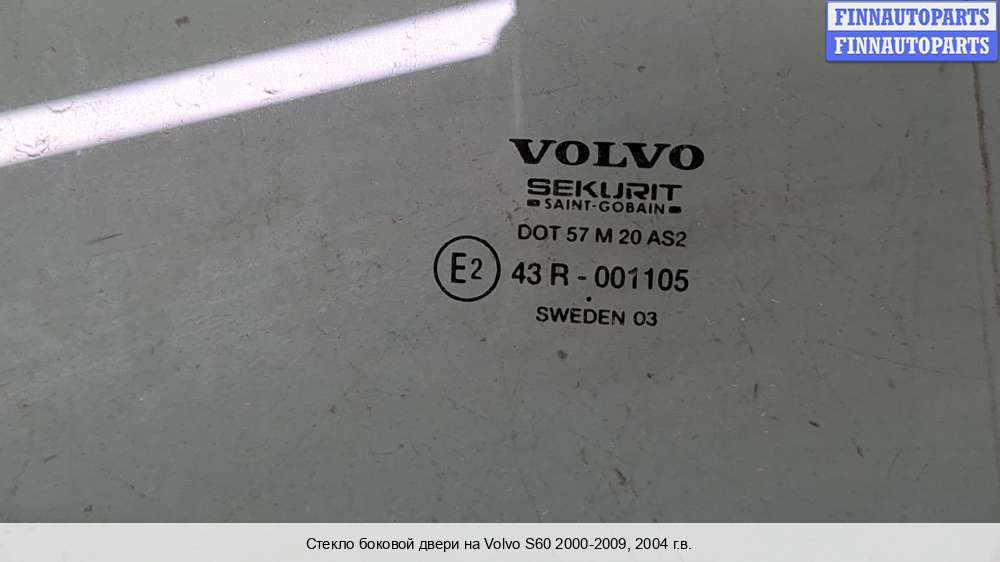 FINNAUTOPARTS
FINNAUTOPARTS
VOLVO
SEKURIT
SAINT-GOBAIN
DOT 57 M 20 AS2
E2 43 R - 001105
SWEDEN 03
Стекло боковой двери на Volvo S60 2000-2009, 2004 г.в.